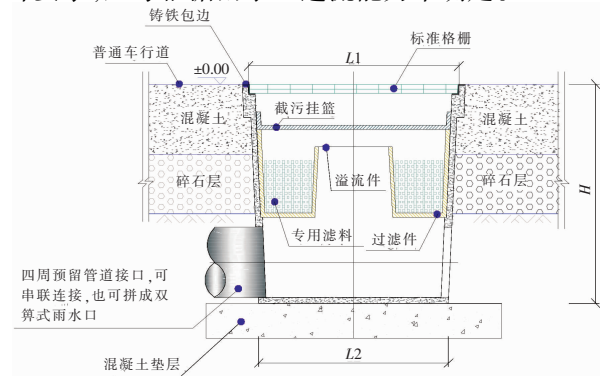 铸铁包边
L1
标准格栅
普通车行道
±0.00
截污挂篮
混凝土
混凝土
碎石层
溢流件
碎石层
H
专用滤料
过滤件
四周预留管道接口,可
串联连接,也可拼成双
箅式雨水口
L2
混凝土垫层